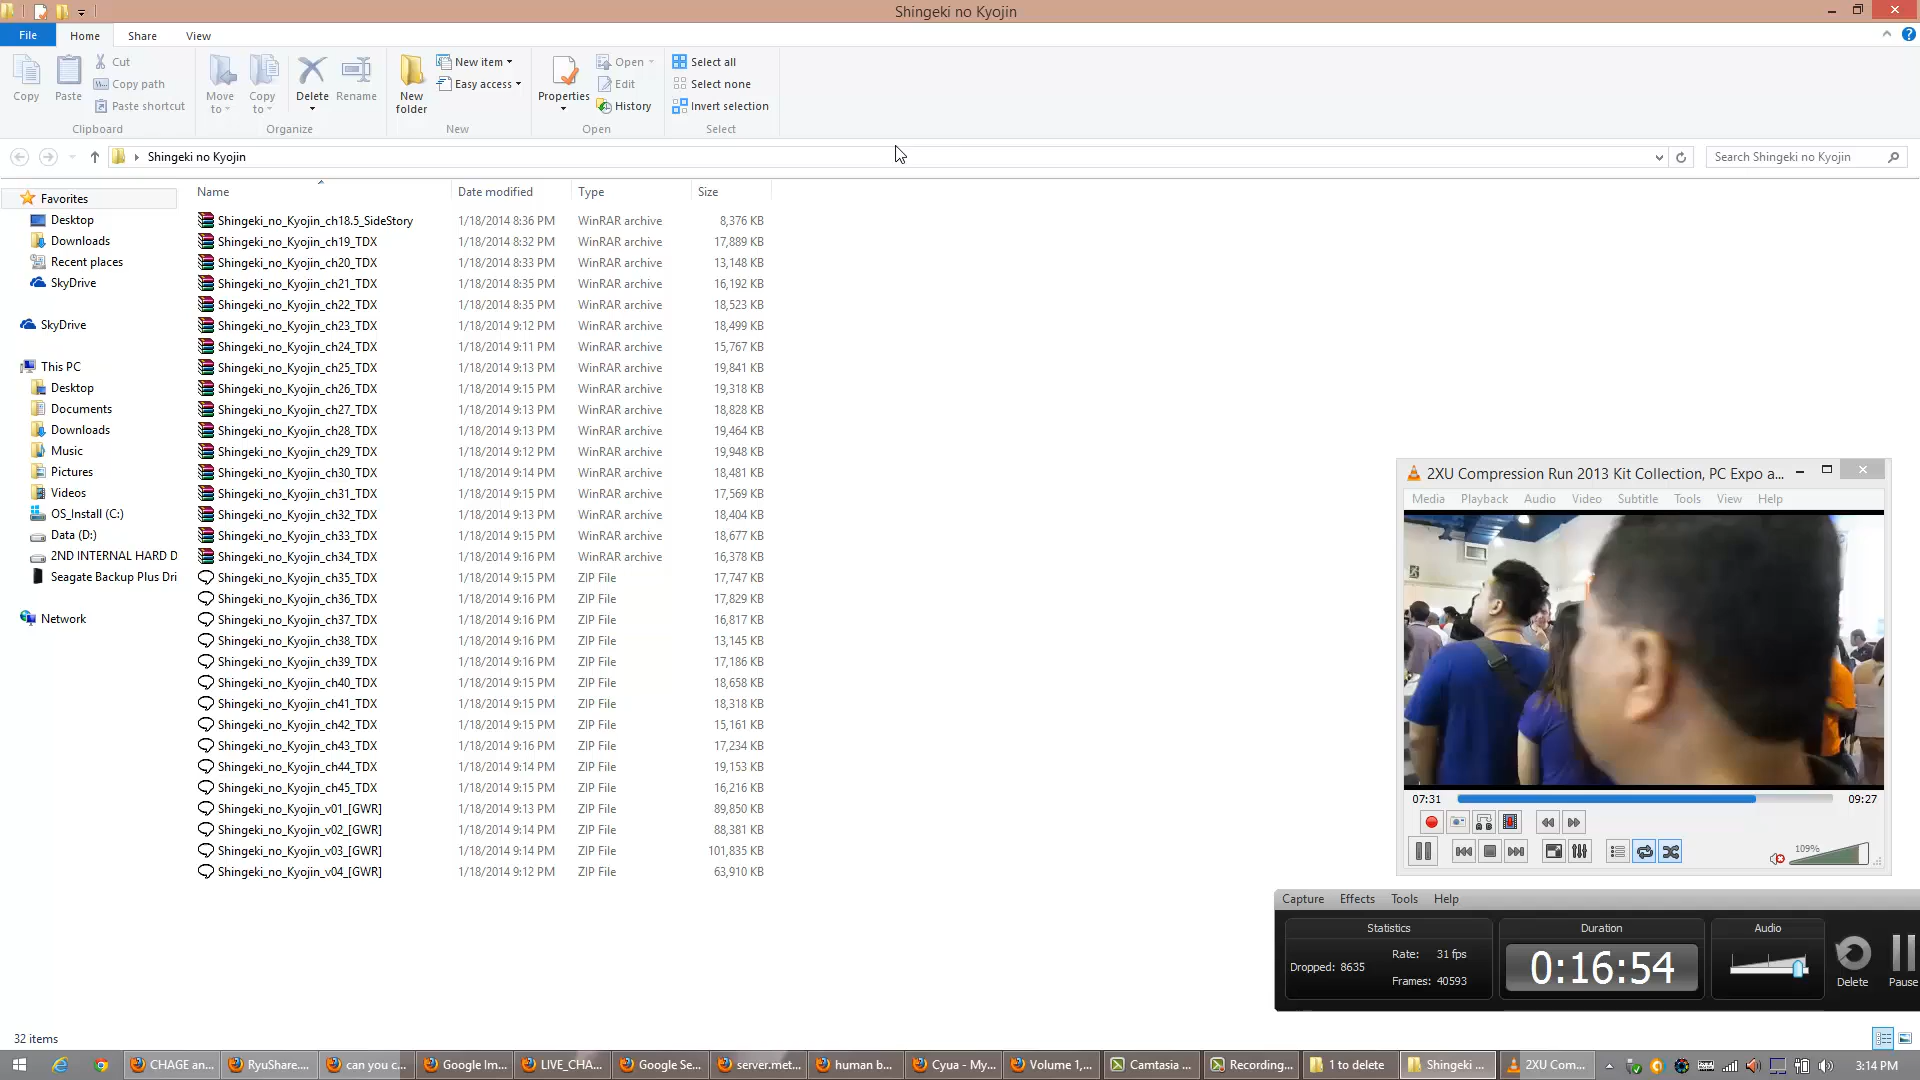 Shingeki no Kyojin
File Home Share View
Copy
Paste
Cut
Copy path
Paste shortcut
Clipboard
Move to
Copy to
Delete
Rename
Organize
New folder
New item
Easy access
New
Properties
Open
Edit
History
Open
Select all
Select none
Invert selection
Select
Shingeki no Kyojin
Search Shingeki no Kyojin
Favorites
Desktop
Downloads
Recent places
SkyDrive
SkyDrive
This PC
Desktop
Documents
Downloads
Music
Pictures
Videos
OS_Install (C:)
Data (D:)
2ND INTERNAL HARD D
Seagate Backup Plus Dri
Network
Name Date modified Type Size
Shingeki_no_Kyojin_ch18.5_SideStory 1/18/2014 8:36 PM WinRAR archive 8,376 KB
Shingeki_no_Kyojin_ch19_TDX 1/18/2014 8:32 PM WinRAR archive 17,889 KB
Shingeki_no_Kyojin_ch20_TDX 1/18/2014 8:33 PM WinRAR archive 13,148 KB
Shingeki_no_Kyojin_ch21_TDX 1/18/2014 8:35 PM WinRAR archive 16,192 KB
Shingeki_no_Kyojin_ch22_TDX 1/18/2014 8:35 PM WinRAR archive 18,523 KB
Shingeki_no_Kyojin_ch23_TDX 1/18/2014 9:12 PM WinRAR archive 18,499 KB
Shingeki_no_Kyojin_ch24_TDX 1/18/2014 9:11 PM WinRAR archive 15,767 KB
Shingeki_no_Kyojin_ch25_TDX 1/18/2014 9:13 PM WinRAR archive 19,841 KB
Shingeki_no_Kyojin_ch26_TDX 1/18/2014 9:15 PM WinRAR archive 19,318 KB
Shingeki_no_Kyojin_ch27_TDX 1/18/2014 9:13 PM WinRAR archive 18,828 KB
Shingeki_no_Kyojin_ch28_TDX 1/18/2014 9:13 PM WinRAR archive 19,464 KB
Shingeki_no_Kyojin_ch29_TDX 1/18/2014 9:12 PM WinRAR archive 19,948 KB
Shingeki_no_Kyojin_ch30_TDX 1/18/2014 9:14 PM WinRAR archive 18,481 KB
Shingeki_no_Kyojin_ch31_TDX 1/18/2014 9:15 PM WinRAR archive 17,569 KB
Shingeki_no_Kyojin_ch32_TDX 1/18/2014 9:13 PM WinRAR archive 18,404 KB
Shingeki_no_Kyojin_ch33_TDX 1/18/2014 9:15 PM WinRAR archive 18,677 KB
Shingeki_no_Kyojin_ch34_TDX 1/18/2014 9:16 PM WinRAR archive 16,378 KB
Shingeki_no_Kyojin_ch35_TDX 1/18/2014 9:15 PM ZIP File 17,747 KB
Shingeki_no_Kyojin_ch36_TDX 1/18/2014 9:16 PM ZIP File 17,829 KB
Shingeki_no_Kyojin_ch37_TDX 1/18/2014 9:16 PM ZIP File 16,817 KB
Shingeki_no_Kyojin_ch38_TDX 1/18/2014 9:16 PM ZIP File 13,145 KB
Shingeki_no_Kyojin_ch39_TDX 1/18/2014 9:16 PM ZIP File 17,186 KB
Shingeki_no_Kyojin_ch40_TDX 1/18/2014 9:15 PM ZIP File 18,658 KB
Shingeki_no_Kyojin_ch41_TDX 1/18/2014 9:15 PM ZIP File 18,318 KB
Shingeki_no_Kyojin_ch42_TDX 1/18/2014 9:15 PM ZIP File 15,161 KB
Shingeki_no_Kyojin_ch43_TDX 1/18/2014 9:16 PM ZIP File 17,234 KB
Shingeki_no_Kyojin_ch44_TDX 1/18/2014 9:14 PM ZIP File 19,153 KB
Shingeki_no_Kyojin_ch45_TDX 1/18/2014 9:15 PM ZIP File 16,216 KB
Shingeki_no_Kyojin_v01_[GWR] 1/18/2014 9:13 PM ZIP File 89,850 KB
Shingeki_no_Kyojin_v02_[GWR] 1/18/2014 9:14 PM ZIP File 88,381 KB
Shingeki_no_Kyojin_v03_[GWR] 1/18/2014 9:14 PM ZIP File 101,835 KB
Shingeki_no_Kyojin_v04_[GWR] 1/18/2014 9:12 PM ZIP File 63,910 KB
2XU Compression Run 2013 Kit Collection, PC Expo a...
Media Playback Audio Video Subtitle Tools View Help
07:31 09:27
109%
Capture Effects Tools Help
Statistics
Dropped: 8635
Rate: 31 fps
Frames: 40593
Duration
0:16:54
Audio
Delete
Pause
32 items
CHAGE an... RyuShare.... can you c... Google Im... LIVE_CHA... Google Se... server.met... human b... Cyua - My... Volume 1,... Camtasia ... Recording... 1 to delete Shingeki ... 2XU Com... 3:14 PM